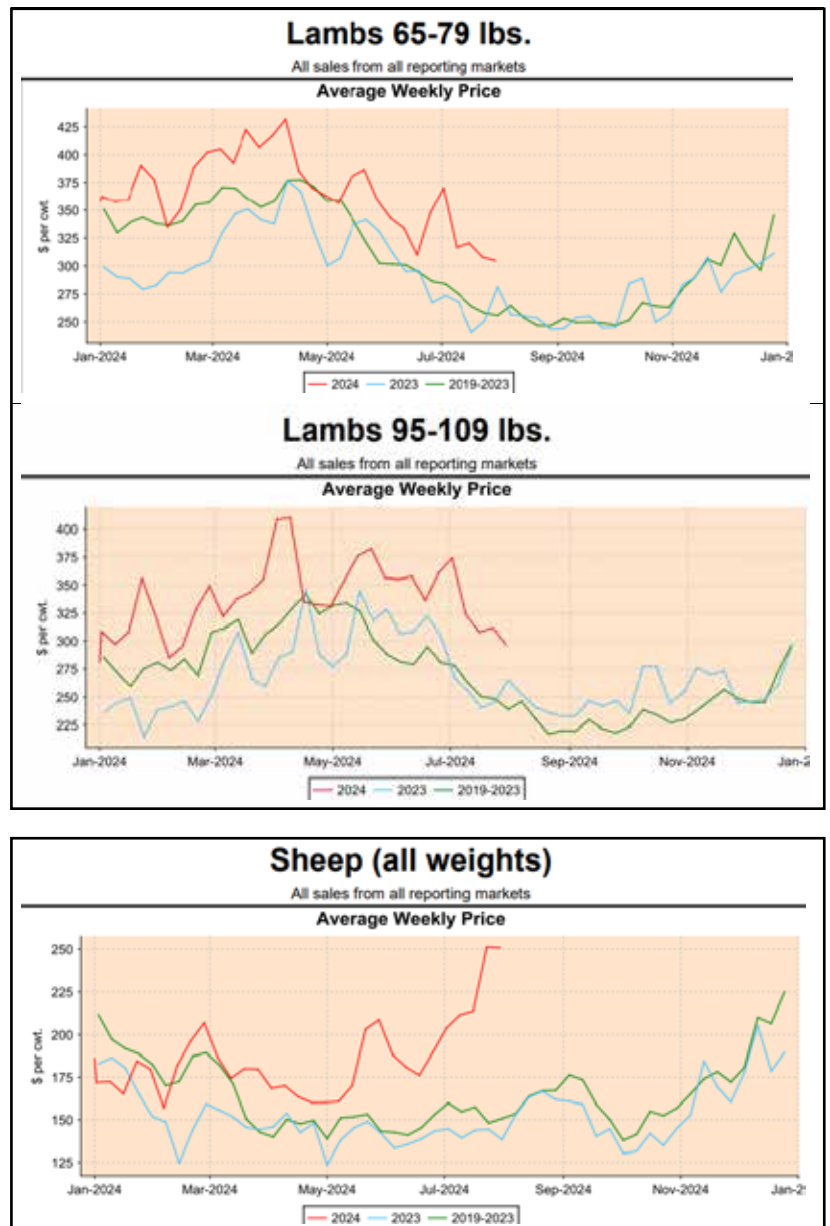 Lambs 65-79 lbs.
All sales from all reporting markets
Average Weekly Price
$ per cwt.
425
400
375
350
325
300
275
250
Jan-2024 Mar-2024 May-2024 Jul-2024 Sep-2024 Nov-2024 Jan-2
2024 2023 2019-2023
Lambs 95-109 lbs.
All sales from all reporting markets
Average Weekly Price
$ per cwt.
400
375
350
325
300
275
250
225
Jan-2024 Mar-2024 May-2024 Jul-2024 Sep-2024 Nov-2024 Jan-2
2024 2023 2019-2023
Sheep (all weights)
All sales from all reporting markets
Average Weekly Price
$ per cwt.
250
225
200
175
150
125
Jan-2024 Mar-2024 May-2024 Jul-2024 Sep-2024 Nov-2024 Jan-2
2024 2023 2019-2023